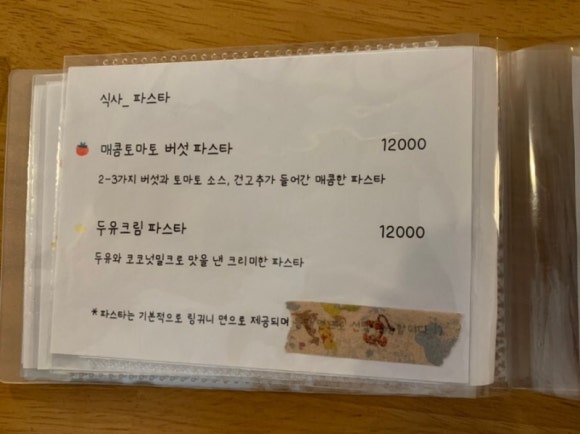 식사_ 파스타
매콤토마토 버섯 파스타 12000
2-3가지 버섯과 토마토 소스, 건고추가 들어간 매콤한 파스타
두유크림 파스타 12000
두유와 코코넛밀크로 맛을 낸 크리미한 파스타
*파스타는 기본적으로 링귀니 면으로 제공되며